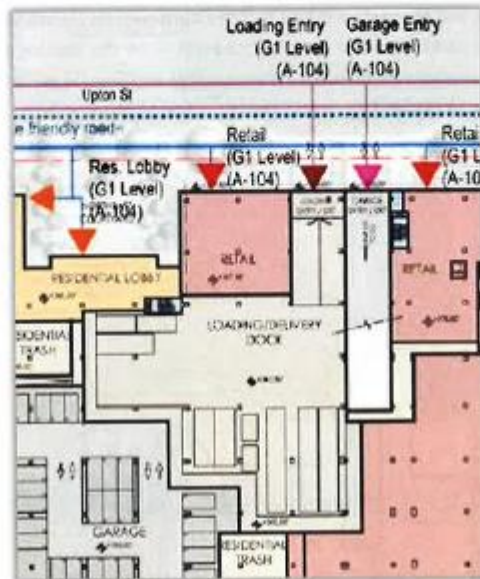 Loading Entry
(G1 Level)
(A-104)
Garage Entry
(G1 Level)
(A-104)
Upton St
e friendly road-
Retail
(G1 Level)
(A-104)
Retai
(G1 L
(A-10
Res. Lobby
(G1 Level)
(A-104)
RESIDENTIAL LOBBY
RETAIL
RETAIL
LOADING/DELIVERY
DOCK
SIDENTIAL
TRASH
GARAGE
RESIDENTIAL
TRASH